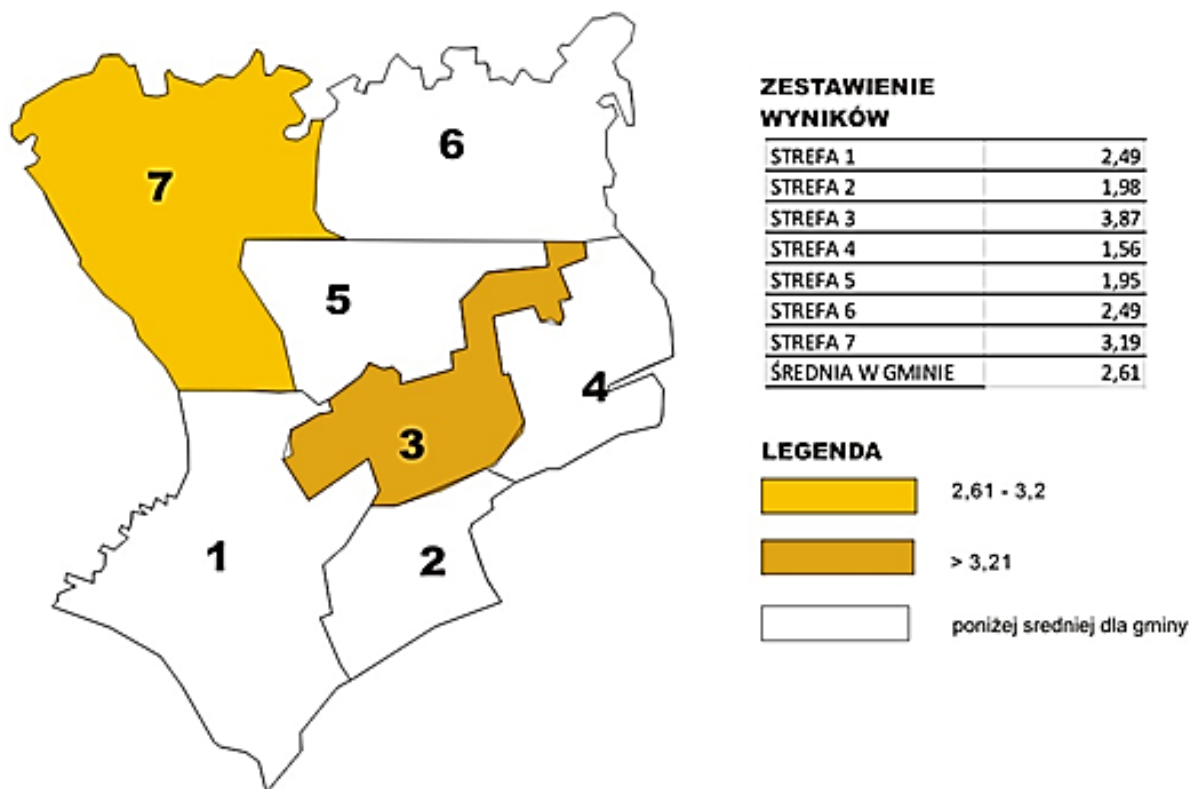 7
6
5
4
3
1
2
ZESTAWIENIE
WYNIKÓW
STREFA 1 2,49
STREFA 2 1,98
STREFA 3 3,87
STREFA 4 1,56
STREFA 5 1,95
STREFA 6 2,49
STREFA 7 3,19
ŚREDNIA W GMINIE 2,61
LEGENDA
2,61 - 3,2
> 3,21
poniżej sredniej dla gminy